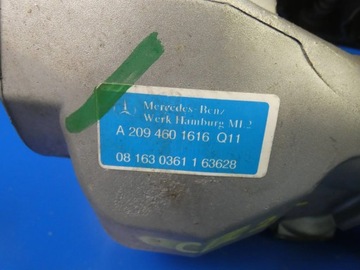 Mercedes-Benz
Werk Hamburg ML2
A 209 460 1616 Q11
08 163 0361 1 63628